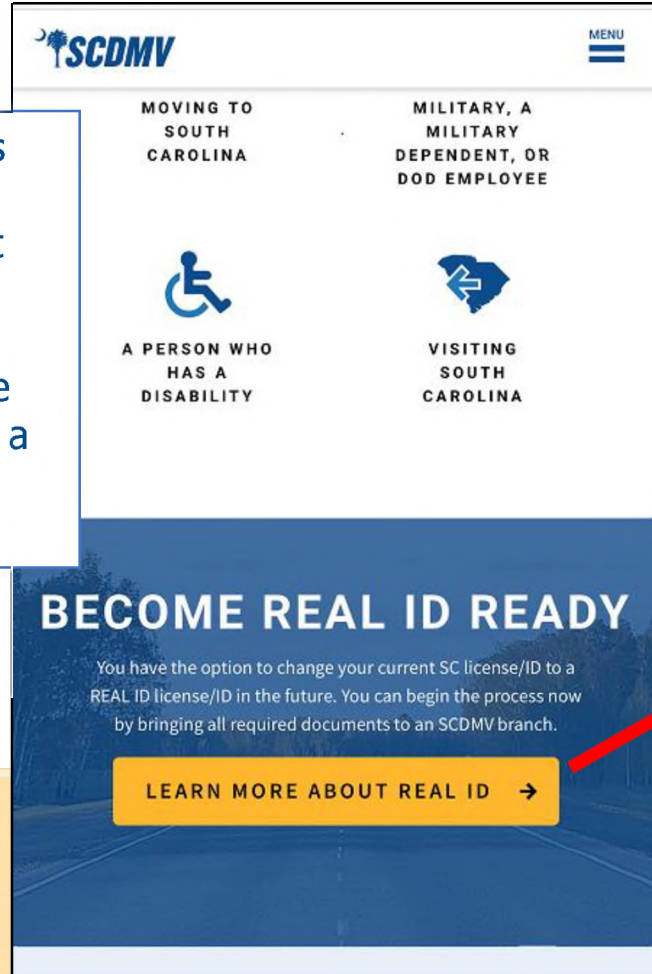 SCDMV
MENU
MOVING TO
SOUTH
CAROLINA
MILITARY, A
MILITARY
DEPENDENT, OR
DOD EMPLOYEE
s
t
e
a
A PERSON WHO
HAS A
DISABILITY
VISITING
SOUTH
CAROLINA
BECOME REAL ID READY
You have the option to change your current SC license/ID to a
REAL ID license/ID in the future. You can begin the process now
by bringing all required documents to an SCDMV branch.
LEARN MORE ABOUT REAL ID →